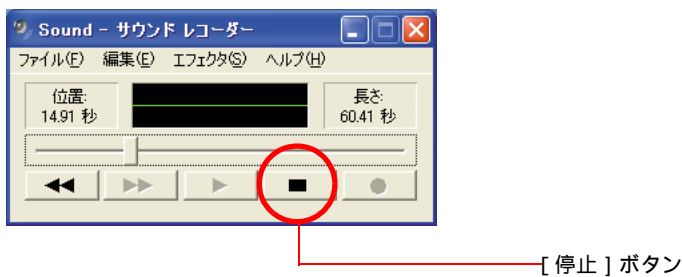 Sound - サウンド レコーダー
ファイル(F) 編集(E) エフェクタ(S) ヘルプ(H)
位置: 長さ:
14.91 秒 60.41 秒
[ 停止 ] ボタン